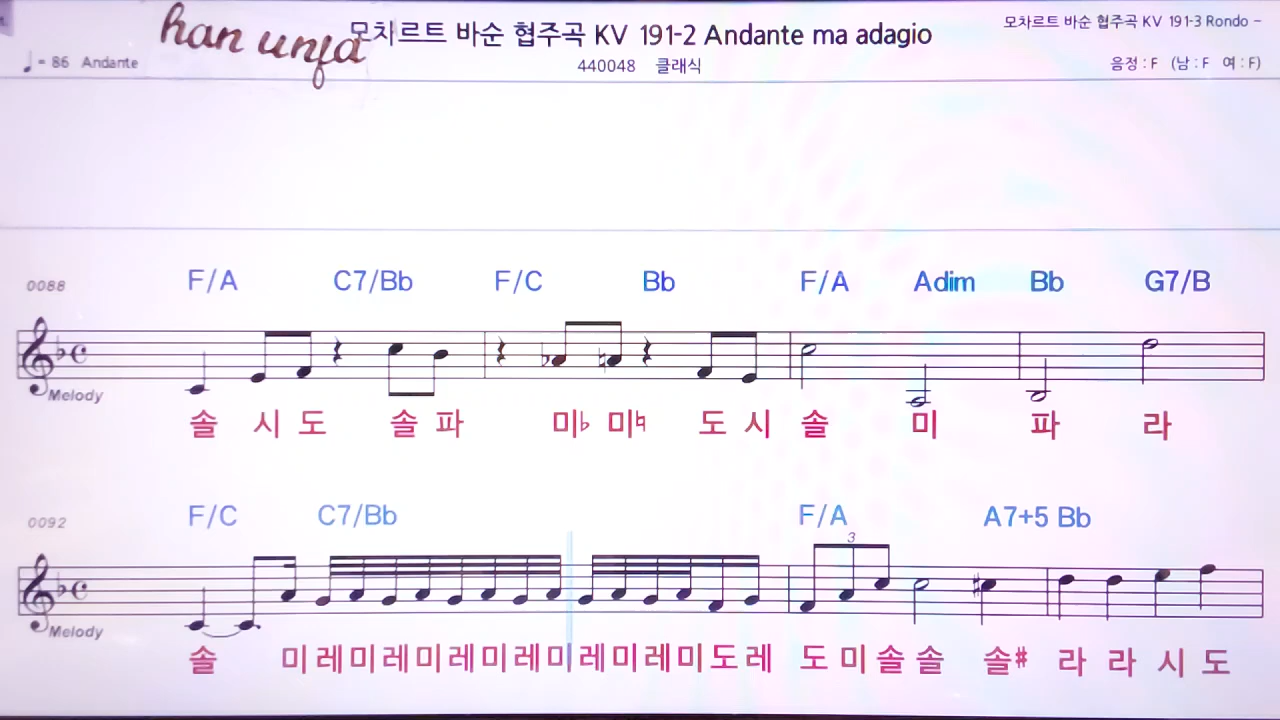 han unfa
모차르트 바순 협주곡 KV 191-2 Andante ma adagio
모차르트 바순 협주곡 KV 191-3 Rondo -
♩ = 86 Andante
440048 클래식
음정 : F (남 : F 여 : F)
0088 F/A C7/Bb F/C Bb F/A Adim Bb G7/B
Melody
솔 시 도 솔 파 미♭ 미♮ 도 시 솔 미 파 라
0092 F/C C7/Bb F/A A7+5 Bb
3
Melody
솔 미 레 미 레 미 레 미 레 미 레 미 레 미 도 레 도 미 솔 솔 솔# 라 라 시 도